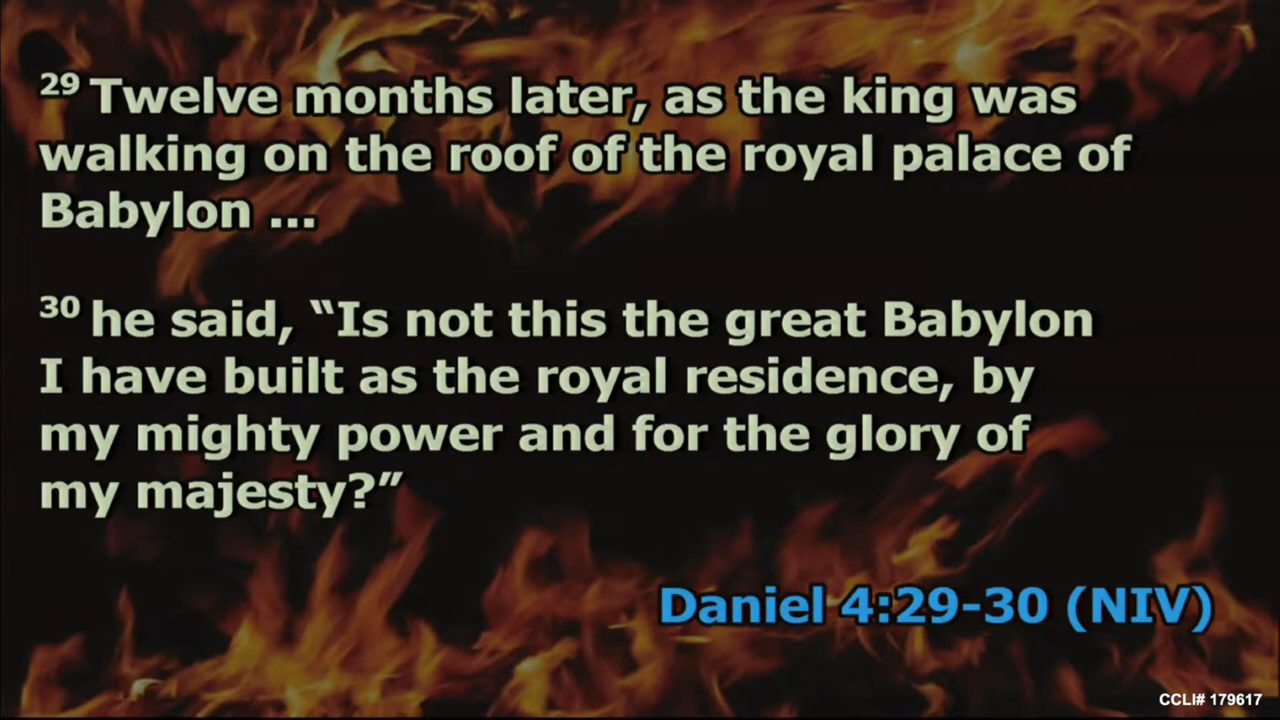 29 Twelve months later, as the king was
walking on the roof of the royal palace of
Babylon ...
30 he said, “Is not this the great Babylon
I have built as the royal residence, by
my mighty power and for the glory of
my majesty?”
Daniel 4:29-30 (NIV)
CCLI# 179617